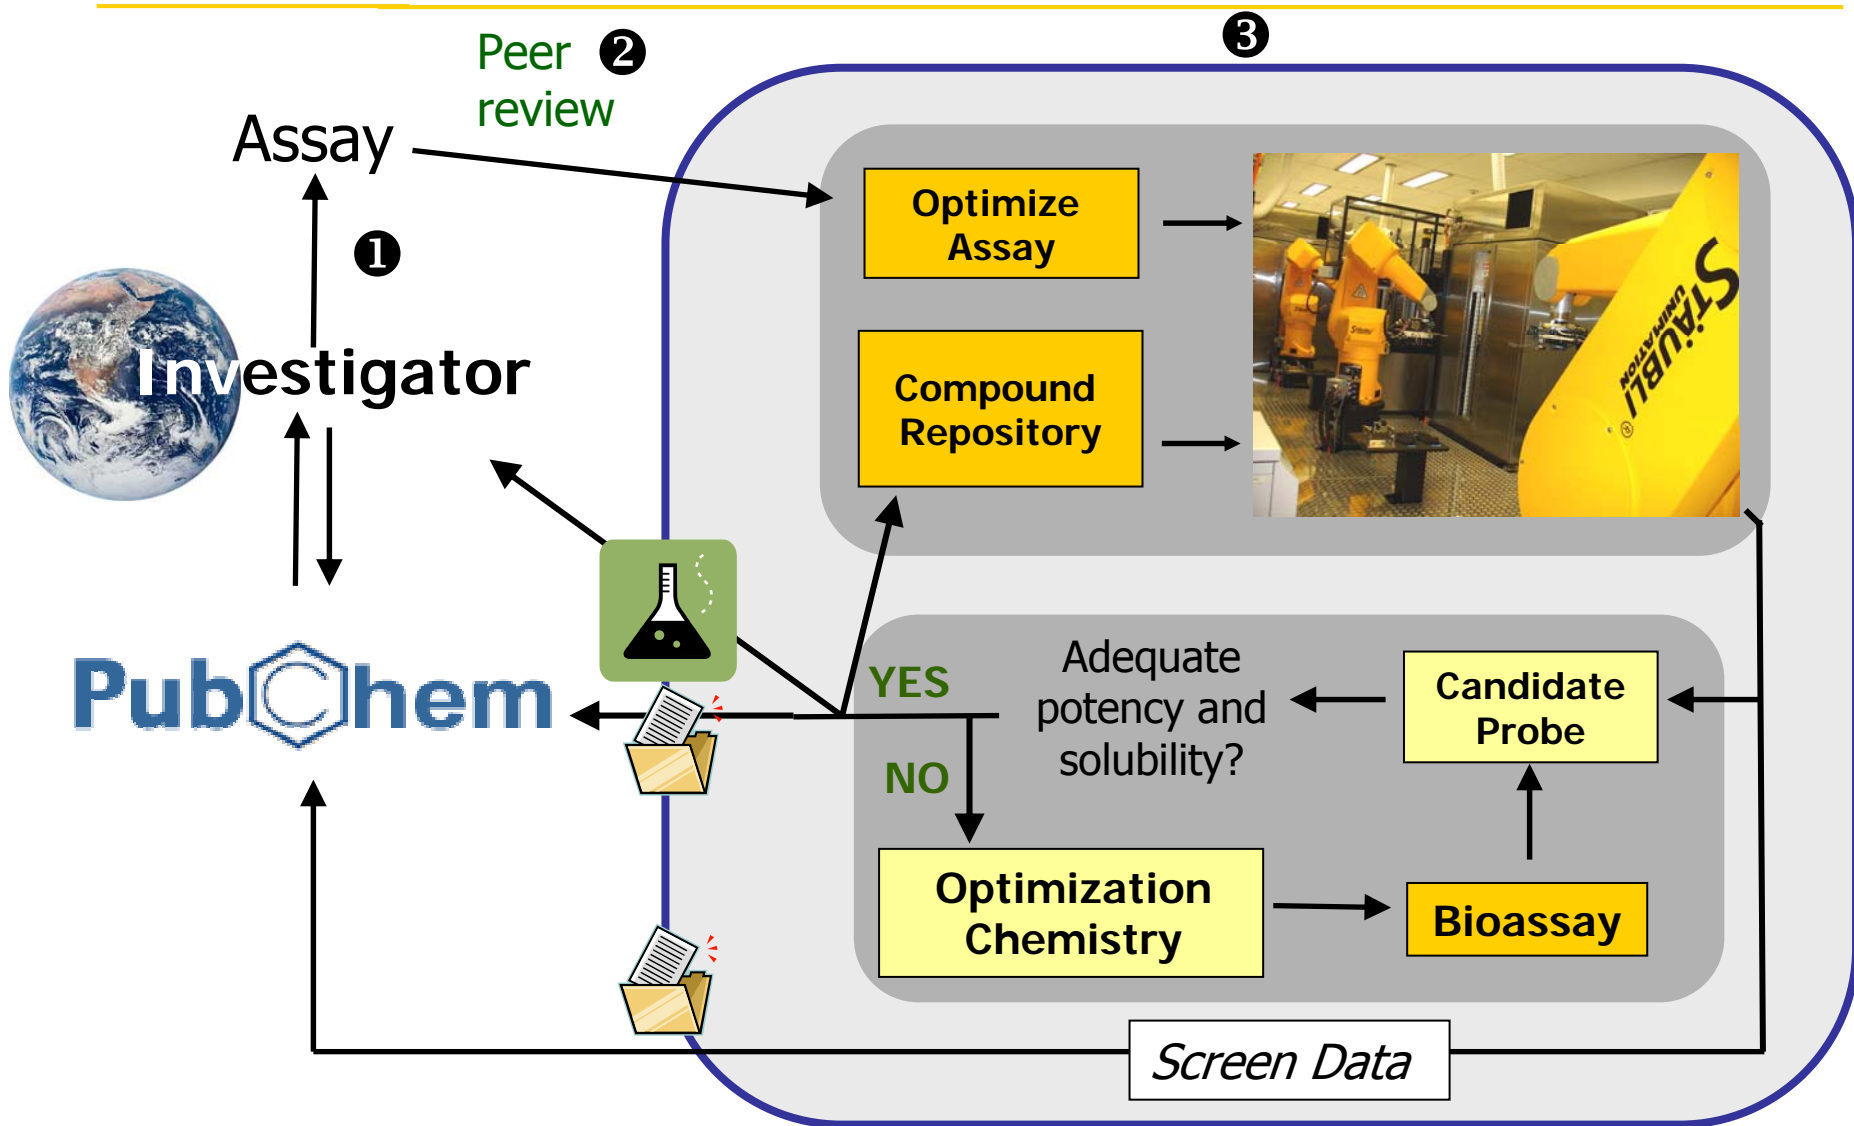 Peer ❷
review
❸
Assay
❶
Investigator
Optimize
Assay
Compound
Repository
STÄUBLI
UNIMATION
STÄUBLI
PubChem
YES
NO
Adequate
potency and
solubility?
Candidate
Probe
Optimization
Chemistry
Bioassay
Screen Data